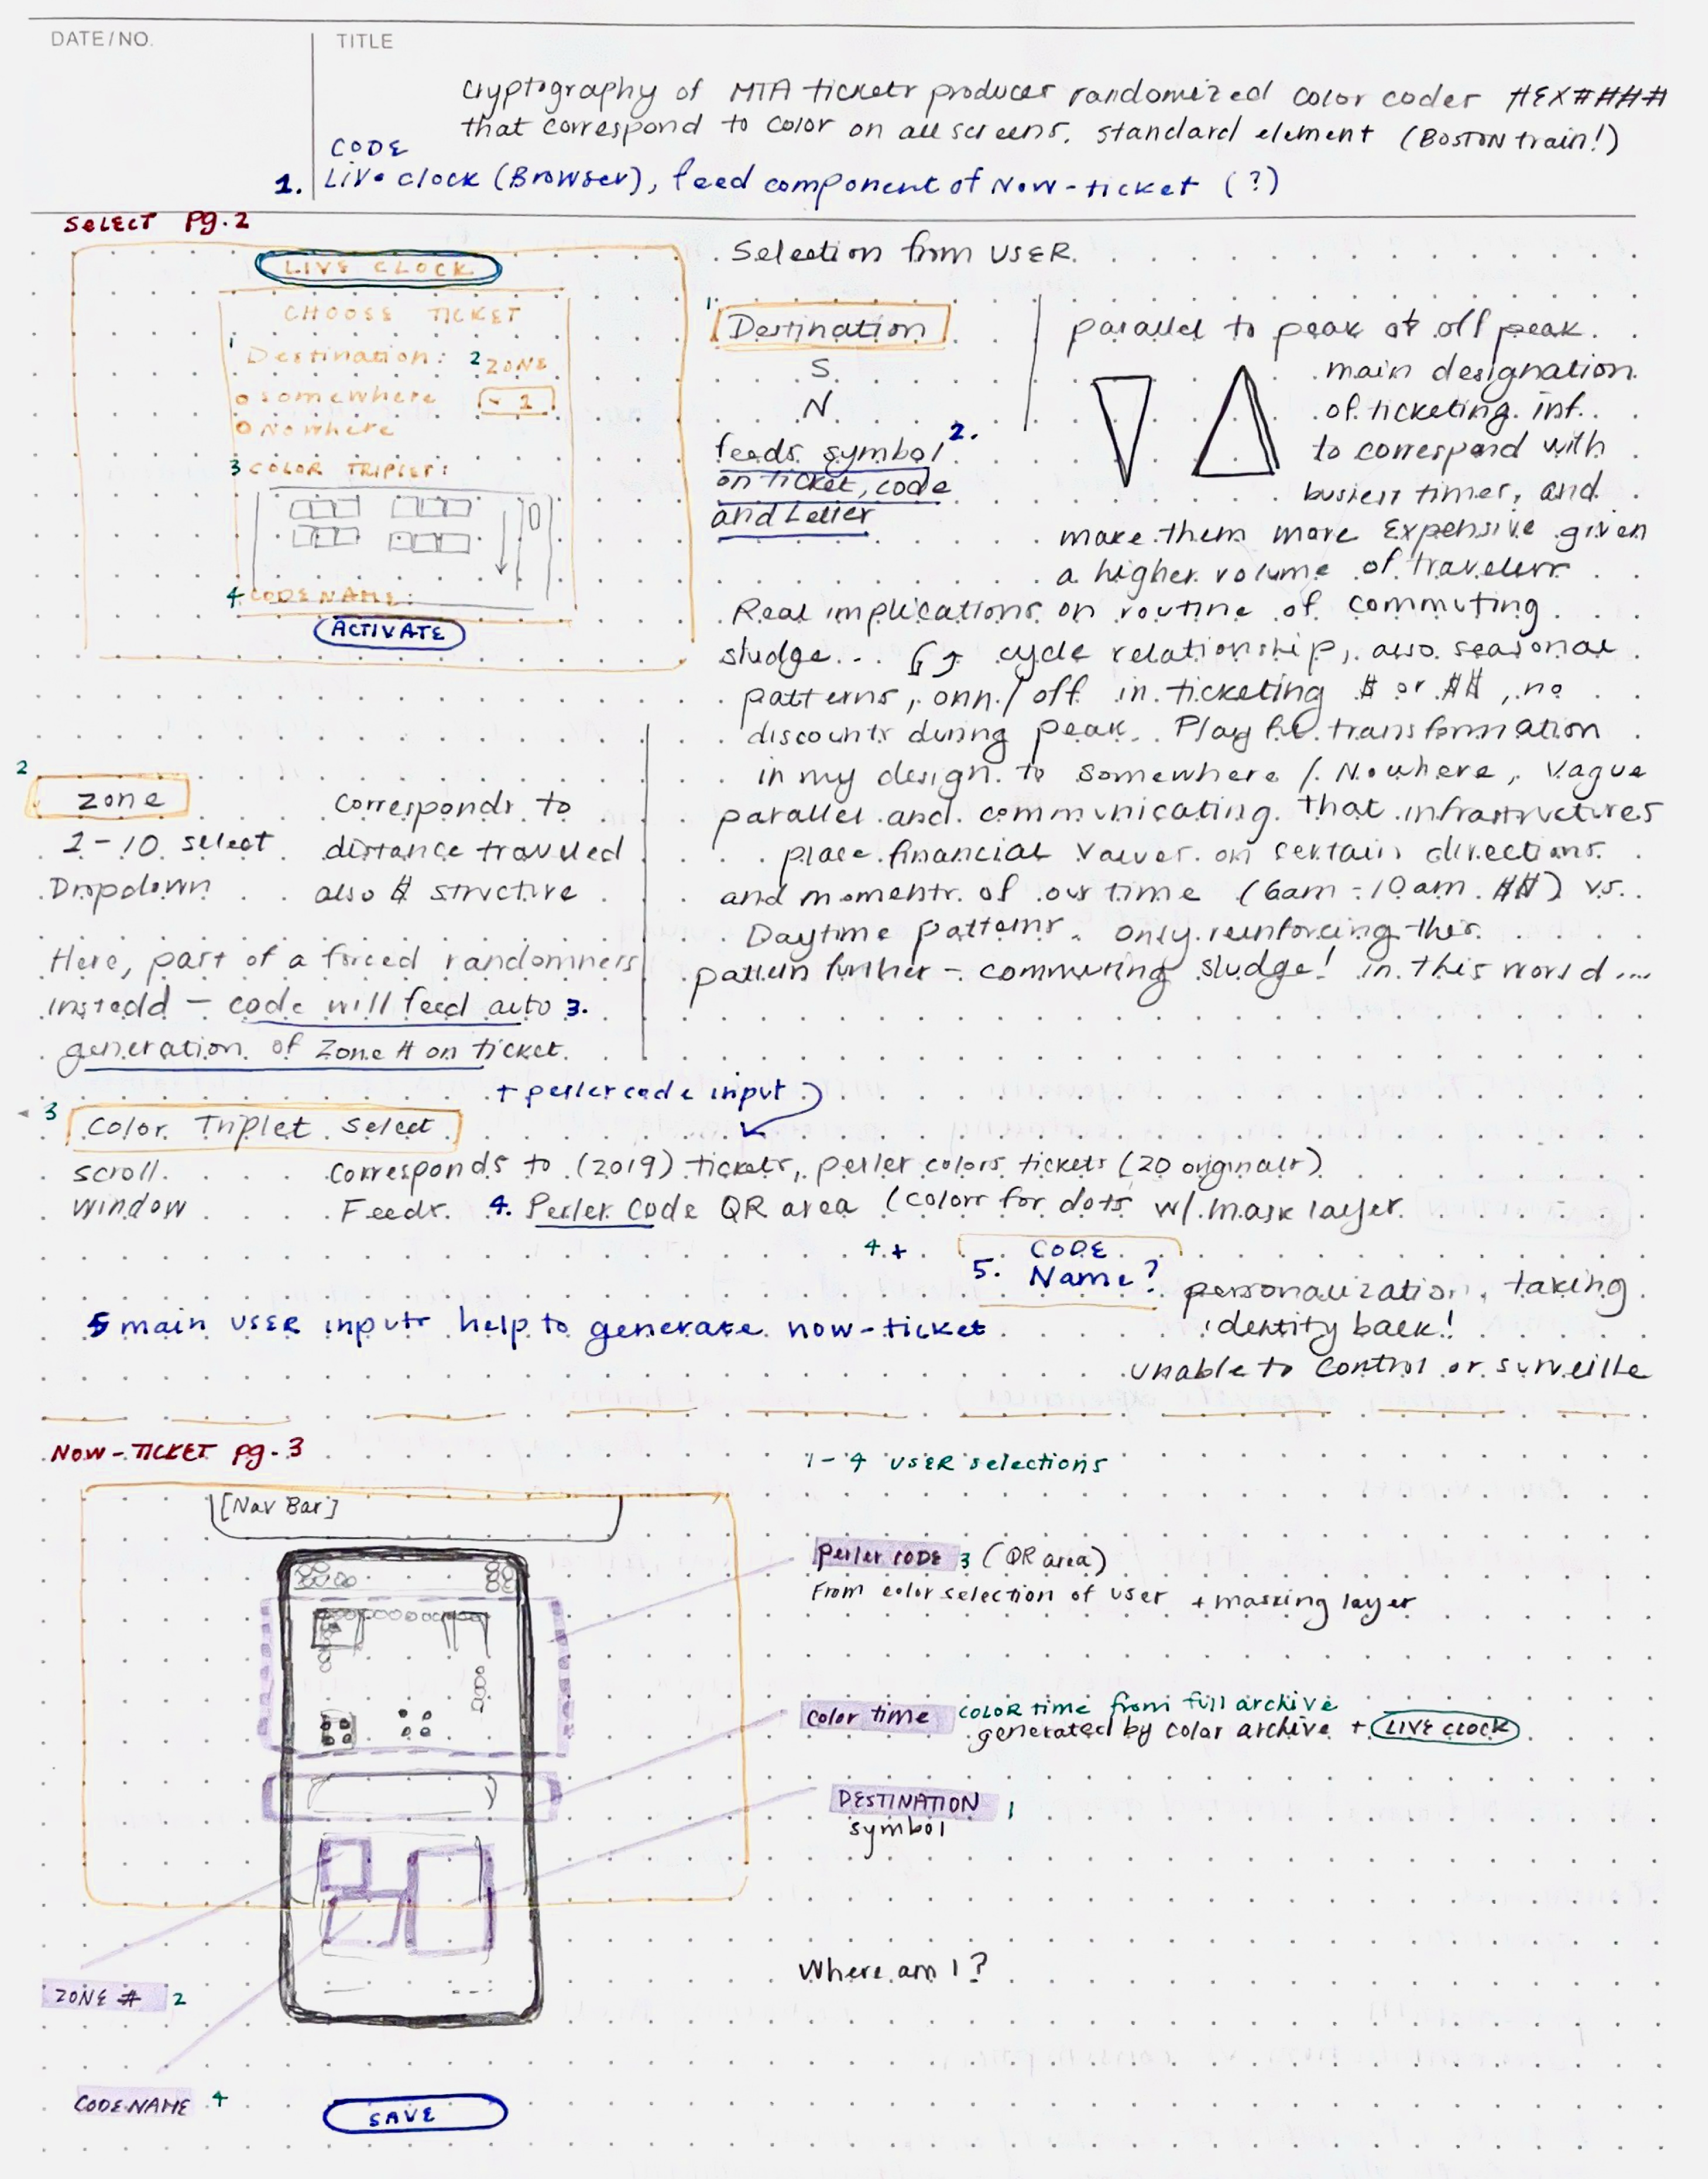 DATE/NO.
TITLE
Cryptography of MTA tickets produces randomized color codes HEX####
that correspond to color on all screens. standard element (BOSTON train!)
CODE
1. Live clock (Browser), feed component of Now-ticket (?)
SELECT pg.2
LIVE CLOCK
CHOOSE TICKET
1 Destination: 2 ZONE
somewhere
1
Nowhere
3 COLOR TRIPLET:
4 CODE NAME:
ACTIVATE
Selection from USER.
1. Destination
S
N
feeds symbol 2.
on ticket, code
and Letter
parallel to peak or off peak.
main designation
of ticketing inf.
to correspond with
busiest times, and
make them more Expensive given
a higher volume of travelers
Real implications on routine of commuting
sludge... cycle relationship, also seasonal
patterns, onn/off in ticketing $ or $$, no
discounts during peak. Playful transformation
in my design to somewhere / Nowhere, vague
parallel and communicating that infrastructures
place financial values on certain directions
and moments of our time (6am-10am $$) vs.
Daytime patterns. only reinforcing this
pattern further - commuting sludge! in this world...
2
Zone
1-10 select
Dropdown
corresponds to
distance traveled
also $ structure
Here, part of a forced randomness
instedd - code will feed auto 3.
generation of Zone # on ticket.
+ perler code input
3 Color Triplet Select
scroll
window
corresponds to (2019) tickets, perler colors tickets (20 originals)
Feeds 4. Perler Code QR area (colors for dots w/ mask layer
4.+ CODE
5. Name?
personalization, taking
identity back!
unable to control or surveille
5 main USER inputs help to generate now-ticket
NOW-TICKET pg-3
1-4 USER selections
[Nav Bar]
perler CODE 3 (QR area)
From color selection of user + masking layer
Color time COLOR time from full archive
generated by color archive + LIVE CLOCK
DESTINATION 1
symbol
Where am I?
ZONE # 2
CODENAME 4
SAVE